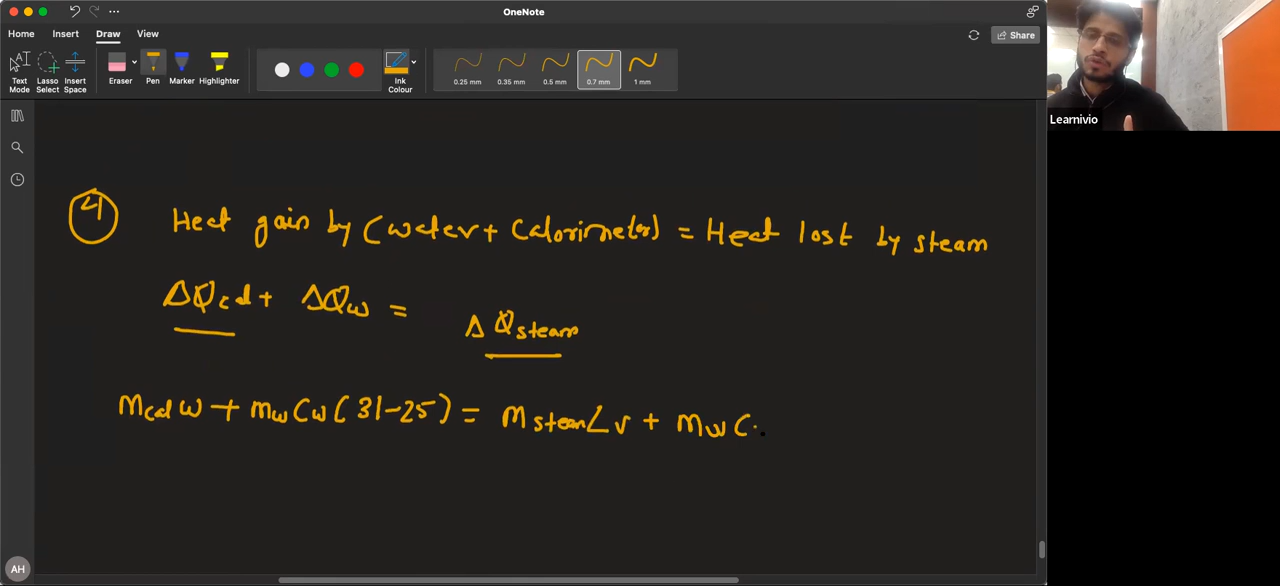 OneNote
Home Insert Draw View
Share
Text Mode
Lasso Select
Insert Space
Eraser
Pen
Marker
Highlighter
Ink Colour
0.25 mm
0.35 mm
0.5 mm
0.7 mm
1 mm
Learnivio
4 Heat gain by (water + Calorimeter) = Heat lost by steam
ΔQcal + ΔQw = ΔQsteam
mcal w + mw Cw (31-25) = m steam Lv + mw C
AH